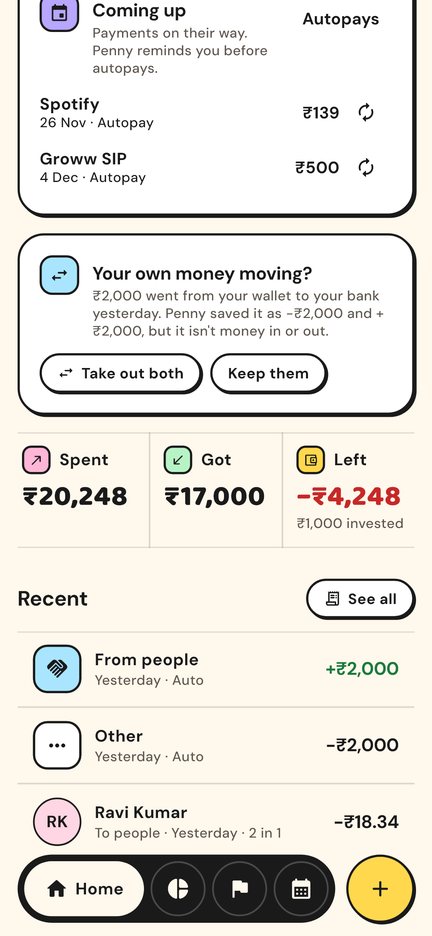 Coming up
Autopays
Payments on their way.
Penny reminds you before
autopays.
Spotify
₹139
26 Nov · Autopay
Groww SIP
₹500
4 Dec · Autopay
Your own money moving?
₹2,000 went from your wallet to your bank
yesterday. Penny saved it as −₹2,000 and +
₹2,000, but it isn't money in or out.
Take out both
Keep them
Spent
Got
Left
₹20,248
₹17,000
−₹4,248
₹1,000 invested
Recent
See all
From people
+₹2,000
Yesterday · Auto
Other
−₹2,000
Yesterday · Auto
RK
Ravi Kumar
−₹18.34
To people · Yesterday · 2 in 1
Home